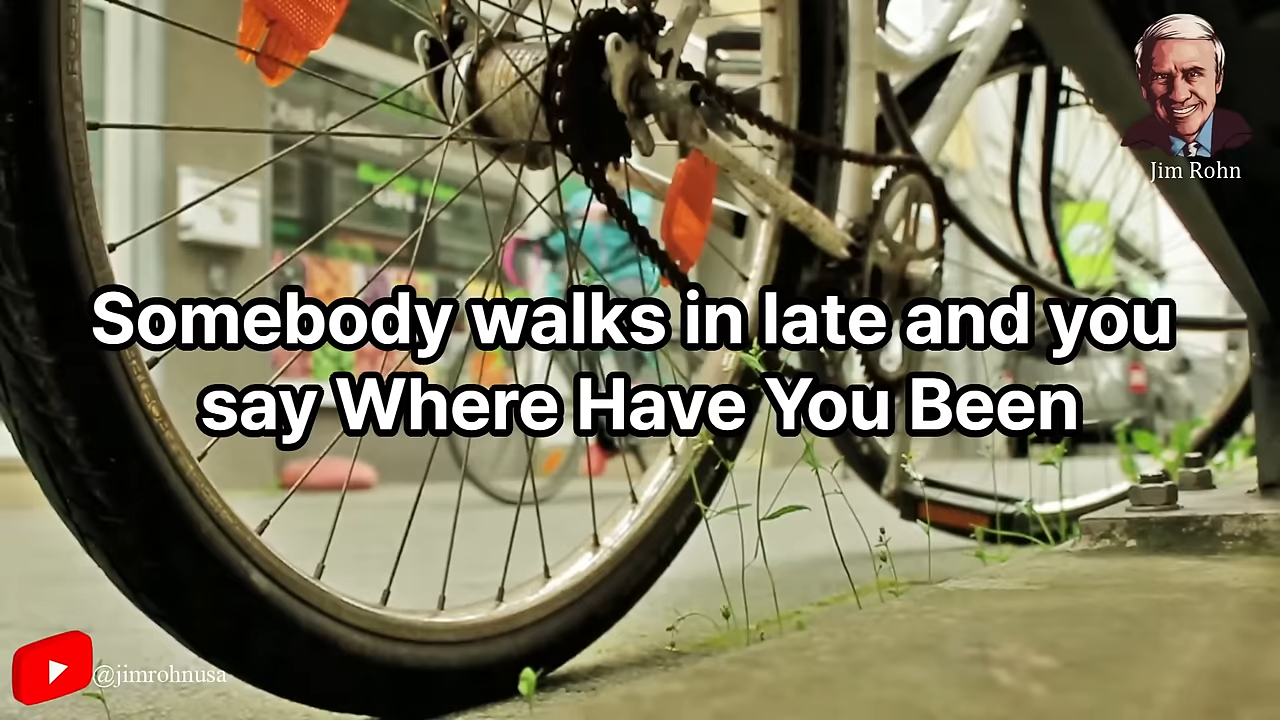 Jim Rohn
Somebody walks in late and you
say Where Have You Been
@jimrohnusa